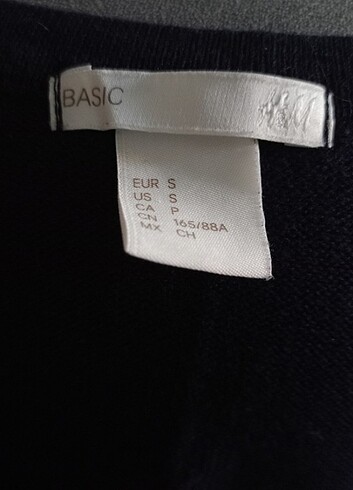 BASIC H&M
EUR S
US S
CA P
CN 165/88A
MX CH